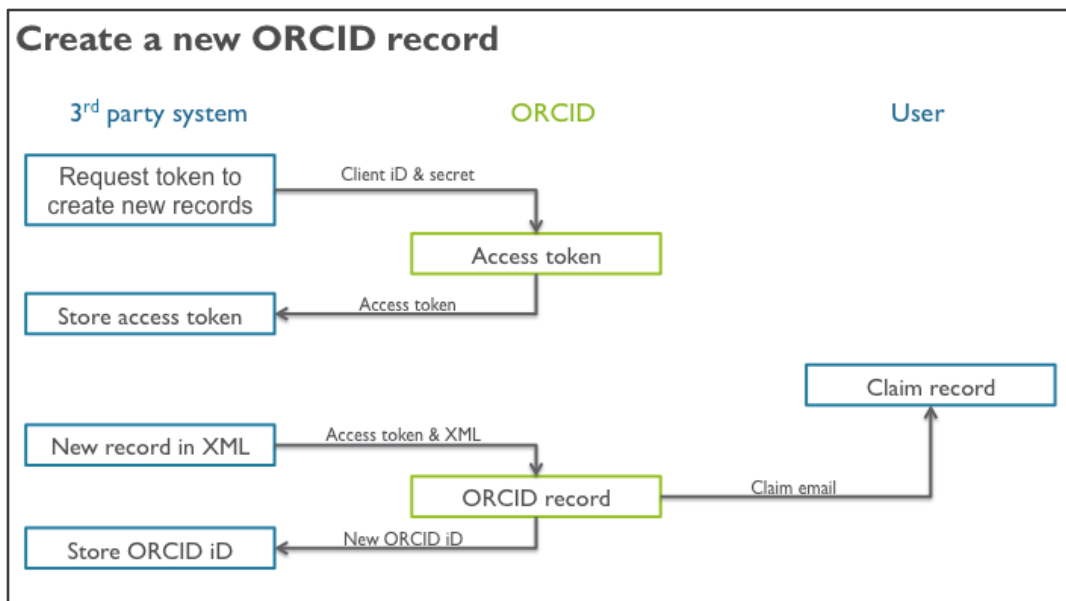 Create a new ORCID record
3rd party system
ORCID
User
Request token to
create new records
Client iD & secret
Access token
Access token
Store access token
Claim record
New record in XML
Access token & XML
ORCID record
Claim email
New ORCID iD
Store ORCID iD